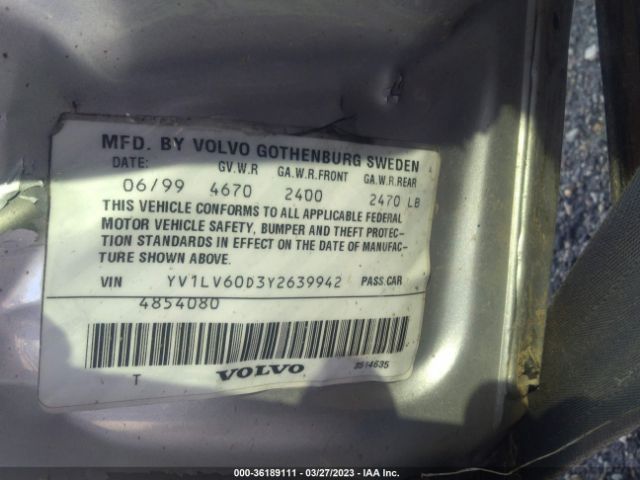 MFD. BY VOLVO GOTHENBURG SWEDEN
DATE: GV.W.R GA.W.R.FRONT GA.W.R.REAR
06/99 4670 2400 2470 LB
THIS VEHICLE CONFORMS TO ALL APPLICABLE FEDERAL
MOTOR VEHICLE SAFETY, BUMPER AND THEFT PROTEC-
TION STANDARDS IN EFFECT ON THE DATE OF MANUFAC-
TURE SHOWN ABOVE.
VIN YV1LV60D3Y2639942 PASS.CAR
4854080
T VOLVO 3514635
000-36189111 — 03/27/2023 — IAA Inc.